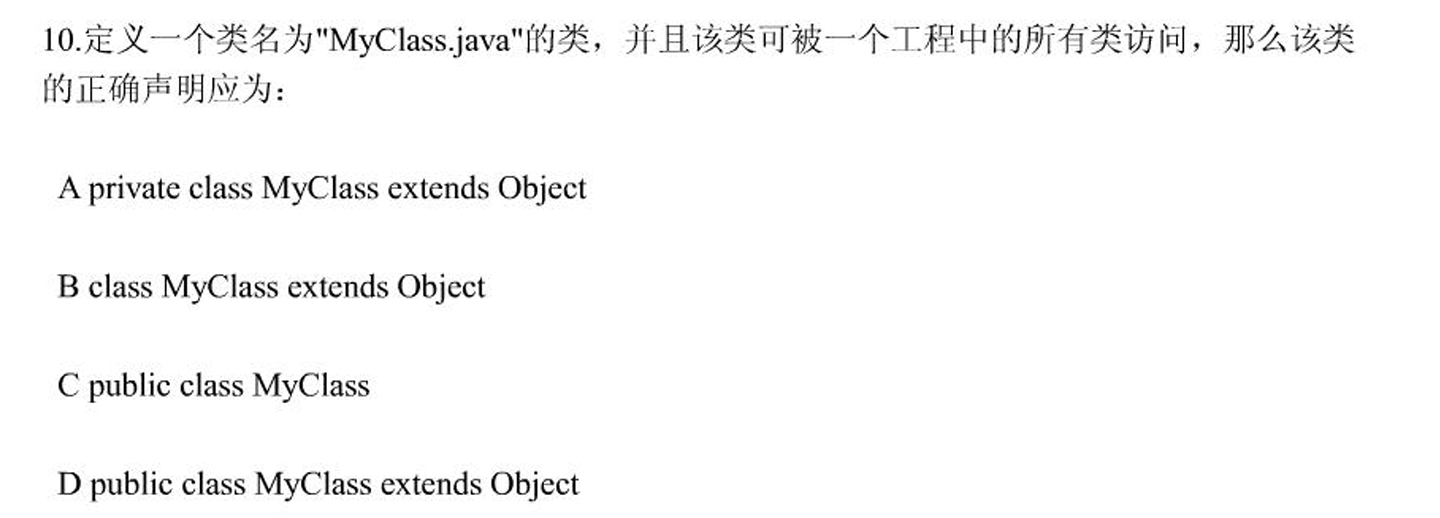 10.定义一个类名为"MyClass.java"的类，并且该类可被一个工程中的所有类访问，那么该类
的正确声明应为：
A private class MyClass extends Object
B class MyClass extends Object
C public class MyClass
D public class MyClass extends Object